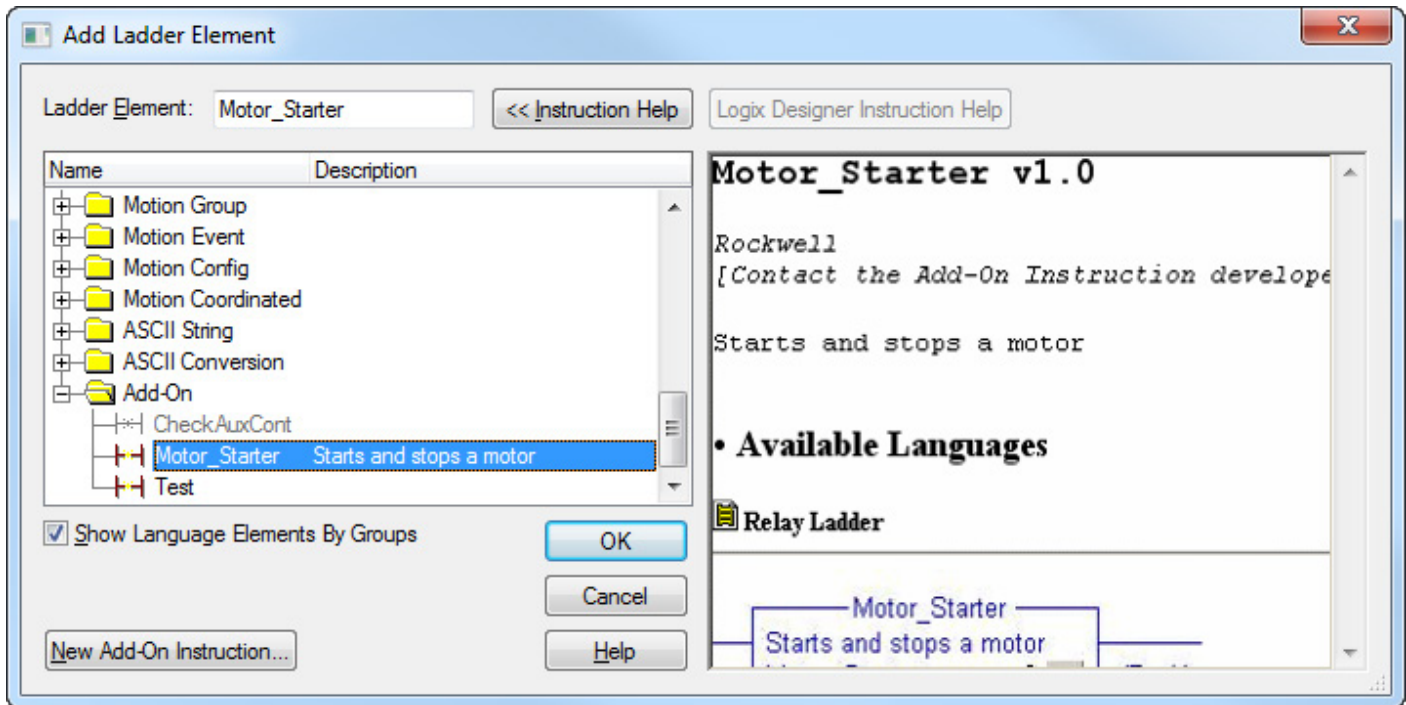 Add Ladder Element
Ladder Element: Motor_Starter << Instruction Help Logix Designer Instruction Help
Name Description
Motion Group
Motion Event
Motion Config
Motion Coordinated
ASCII String
ASCII Conversion
Add-On
CheckAuxCont
Motor_Starter Starts and stops a motor
Test
Show Language Elements By Groups
OK
Cancel
New Add-On Instruction...
Help
Motor_Starter v1.0
Rockwell
[Contact the Add-On Instruction develope
Starts and stops a motor
• Available Languages
Relay Ladder
Motor_Starter
Starts and stops a motor